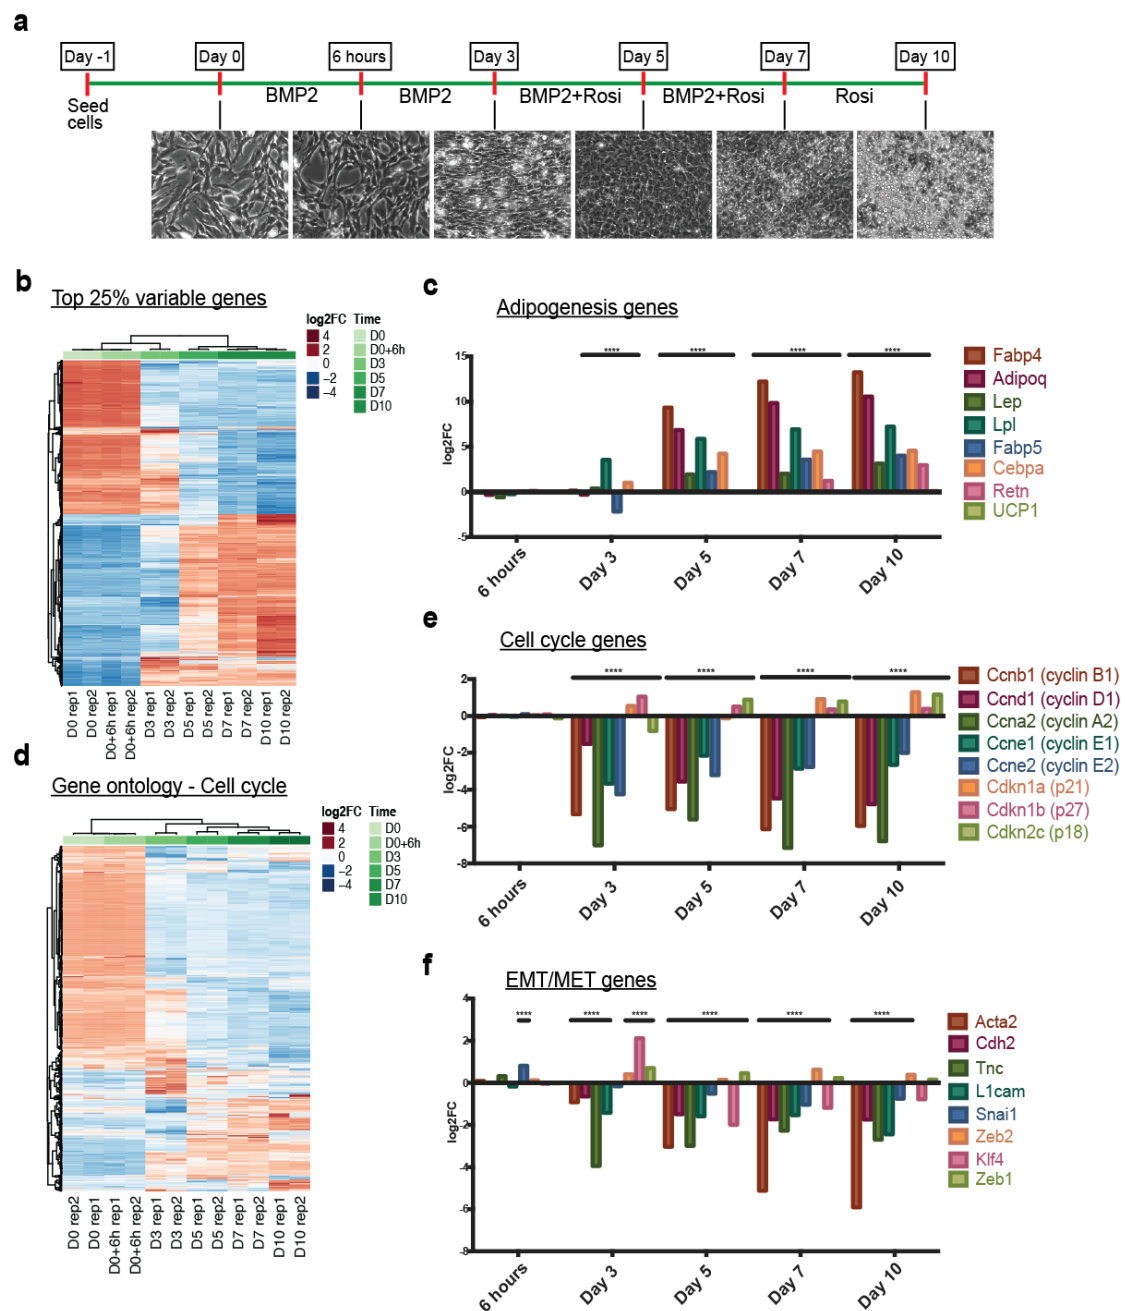 a
Day -1
Day 0
6 hours
Day 3
Day 5
Day 7
Day 10
BMP2
BMP2
BMP2+Rosi
BMP2+Rosi
Rosi
Seed
cells
b
Top 25% variable genes
log2FC Time
4 D0
2 D0+6h
0 D3
−2 D5
−4 D7
D10
D0 rep1
D0 rep2
D0+6h rep1
D0+6h rep2
D3 rep1
D3 rep2
D5 rep1
D5 rep2
D7 rep1
D7 rep2
D10 rep1
D10 rep2
c
Adipogenesis genes
15
10
5
0
-5
log2FC
****
****
****
****
6 hours
Day 3
Day 5
Day 7
Day 10
Fabp4
Adipoq
Lep
Lpl
Fabp5
Cebpa
Retn
UCP1
d
Gene ontology - Cell cycle
log2FC Time
4 D0
2 D0+6h
0 D3
−2 D5
−4 D7
D10
D0 rep2
D0 rep1
D0+6h rep1
D0+6h rep2
D3 rep1
D3 rep2
D5 rep1
D5 rep2
D7 rep1
D7 rep2
D10 rep1
D10 rep2
e
Cell cycle genes
2
0
-2
-4
-6
-8
log2FC
****
****
****
****
6 hours
Day 3
Day 5
Day 7
Day 10
Ccnb1 (cyclin B1)
Ccnd1 (cyclin D1)
Ccna2 (cyclin A2)
Ccne1 (cyclin E1)
Ccne2 (cyclin E2)
Cdkn1a (p21)
Cdkn1b (p27)
Cdkn2c (p18)
f
EMT/MET genes
4
2
0
-2
-4
-6
-8
log2FC
****
****
****
****
****
****
6 hours
Day 3
Day 5
Day 7
Day 10
Acta2
Cdh2
Tnc
L1cam
Snai1
Zeb2
Klf4
Zeb1